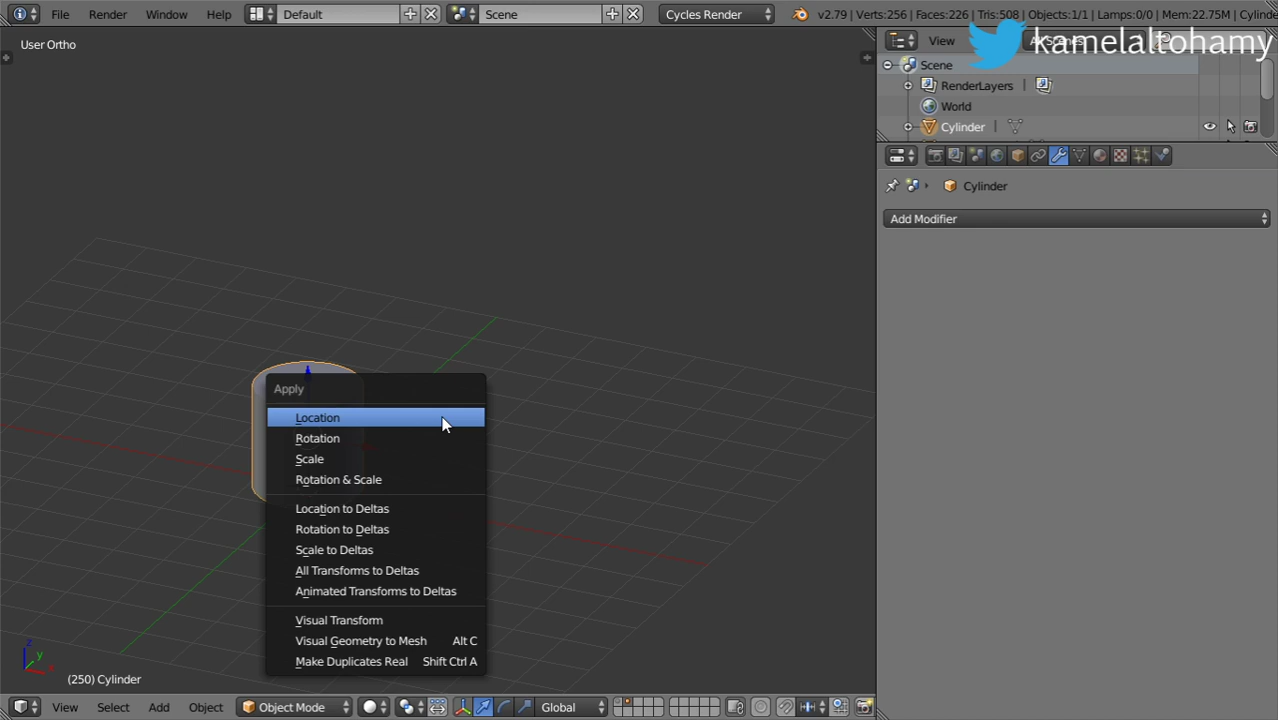 File Render Window Help Default Scene Cycles Render v2.79 | Verts:256 | Faces:226 | Tris:508 | Objects:1/1 | Lamps:0/0 | Mem:22.75M | Cylinde
User Ortho
View
kamelaltohamy
Scene
RenderLayers
World
Cylinder
Cylinder
Add Modifier
Apply
Location
Rotation
Scale
Rotation & Scale
Location to Deltas
Rotation to Deltas
Scale to Deltas
All Transforms to Deltas
Animated Transforms to Deltas
Visual Transform
Visual Geometry to Mesh Alt C
Make Duplicates Real Shift Ctrl A
z
y
x
(250) Cylinder
View Select Add Object Object Mode Global